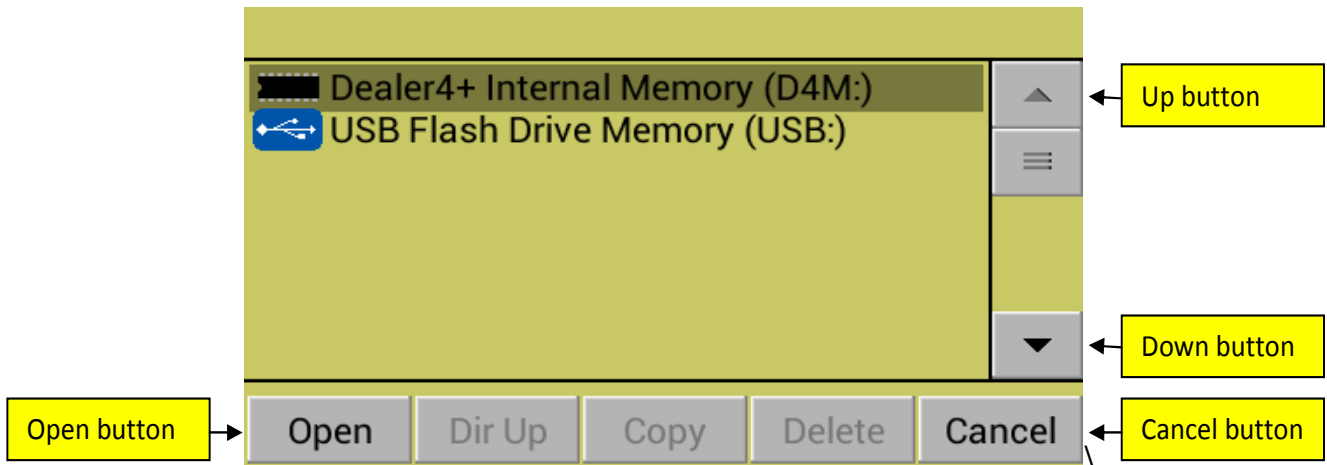 Dealer4+ Internal Memory (D4M:)
USB Flash Drive Memory (USB:)
Up button
Down button
Open button
Open Dir Up Copy Delete Cancel
Cancel button